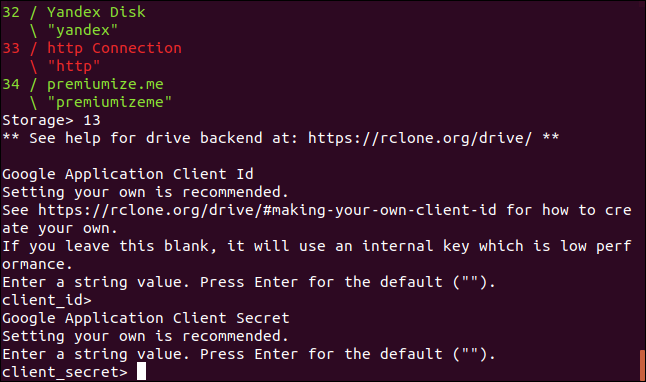 32 / Yandex Disk
\ "yandex"
33 / http Connection
\ "http"
34 / premiumize.me
\ "premiumizeme"
Storage> 13
** See help for drive backend at: https://rclone.org/drive/ **
Google Application Client Id
Setting your own is recommended.
See https://rclone.org/drive/#making-your-own-client-id for how to cre
ate your own.
If you leave this blank, it will use an internal key which is low perf
ormance.
Enter a string value. Press Enter for the default ("").
client_id>
Google Application Client Secret
Setting your own is recommended.
Enter a string value. Press Enter for the default ("").
client_secret>